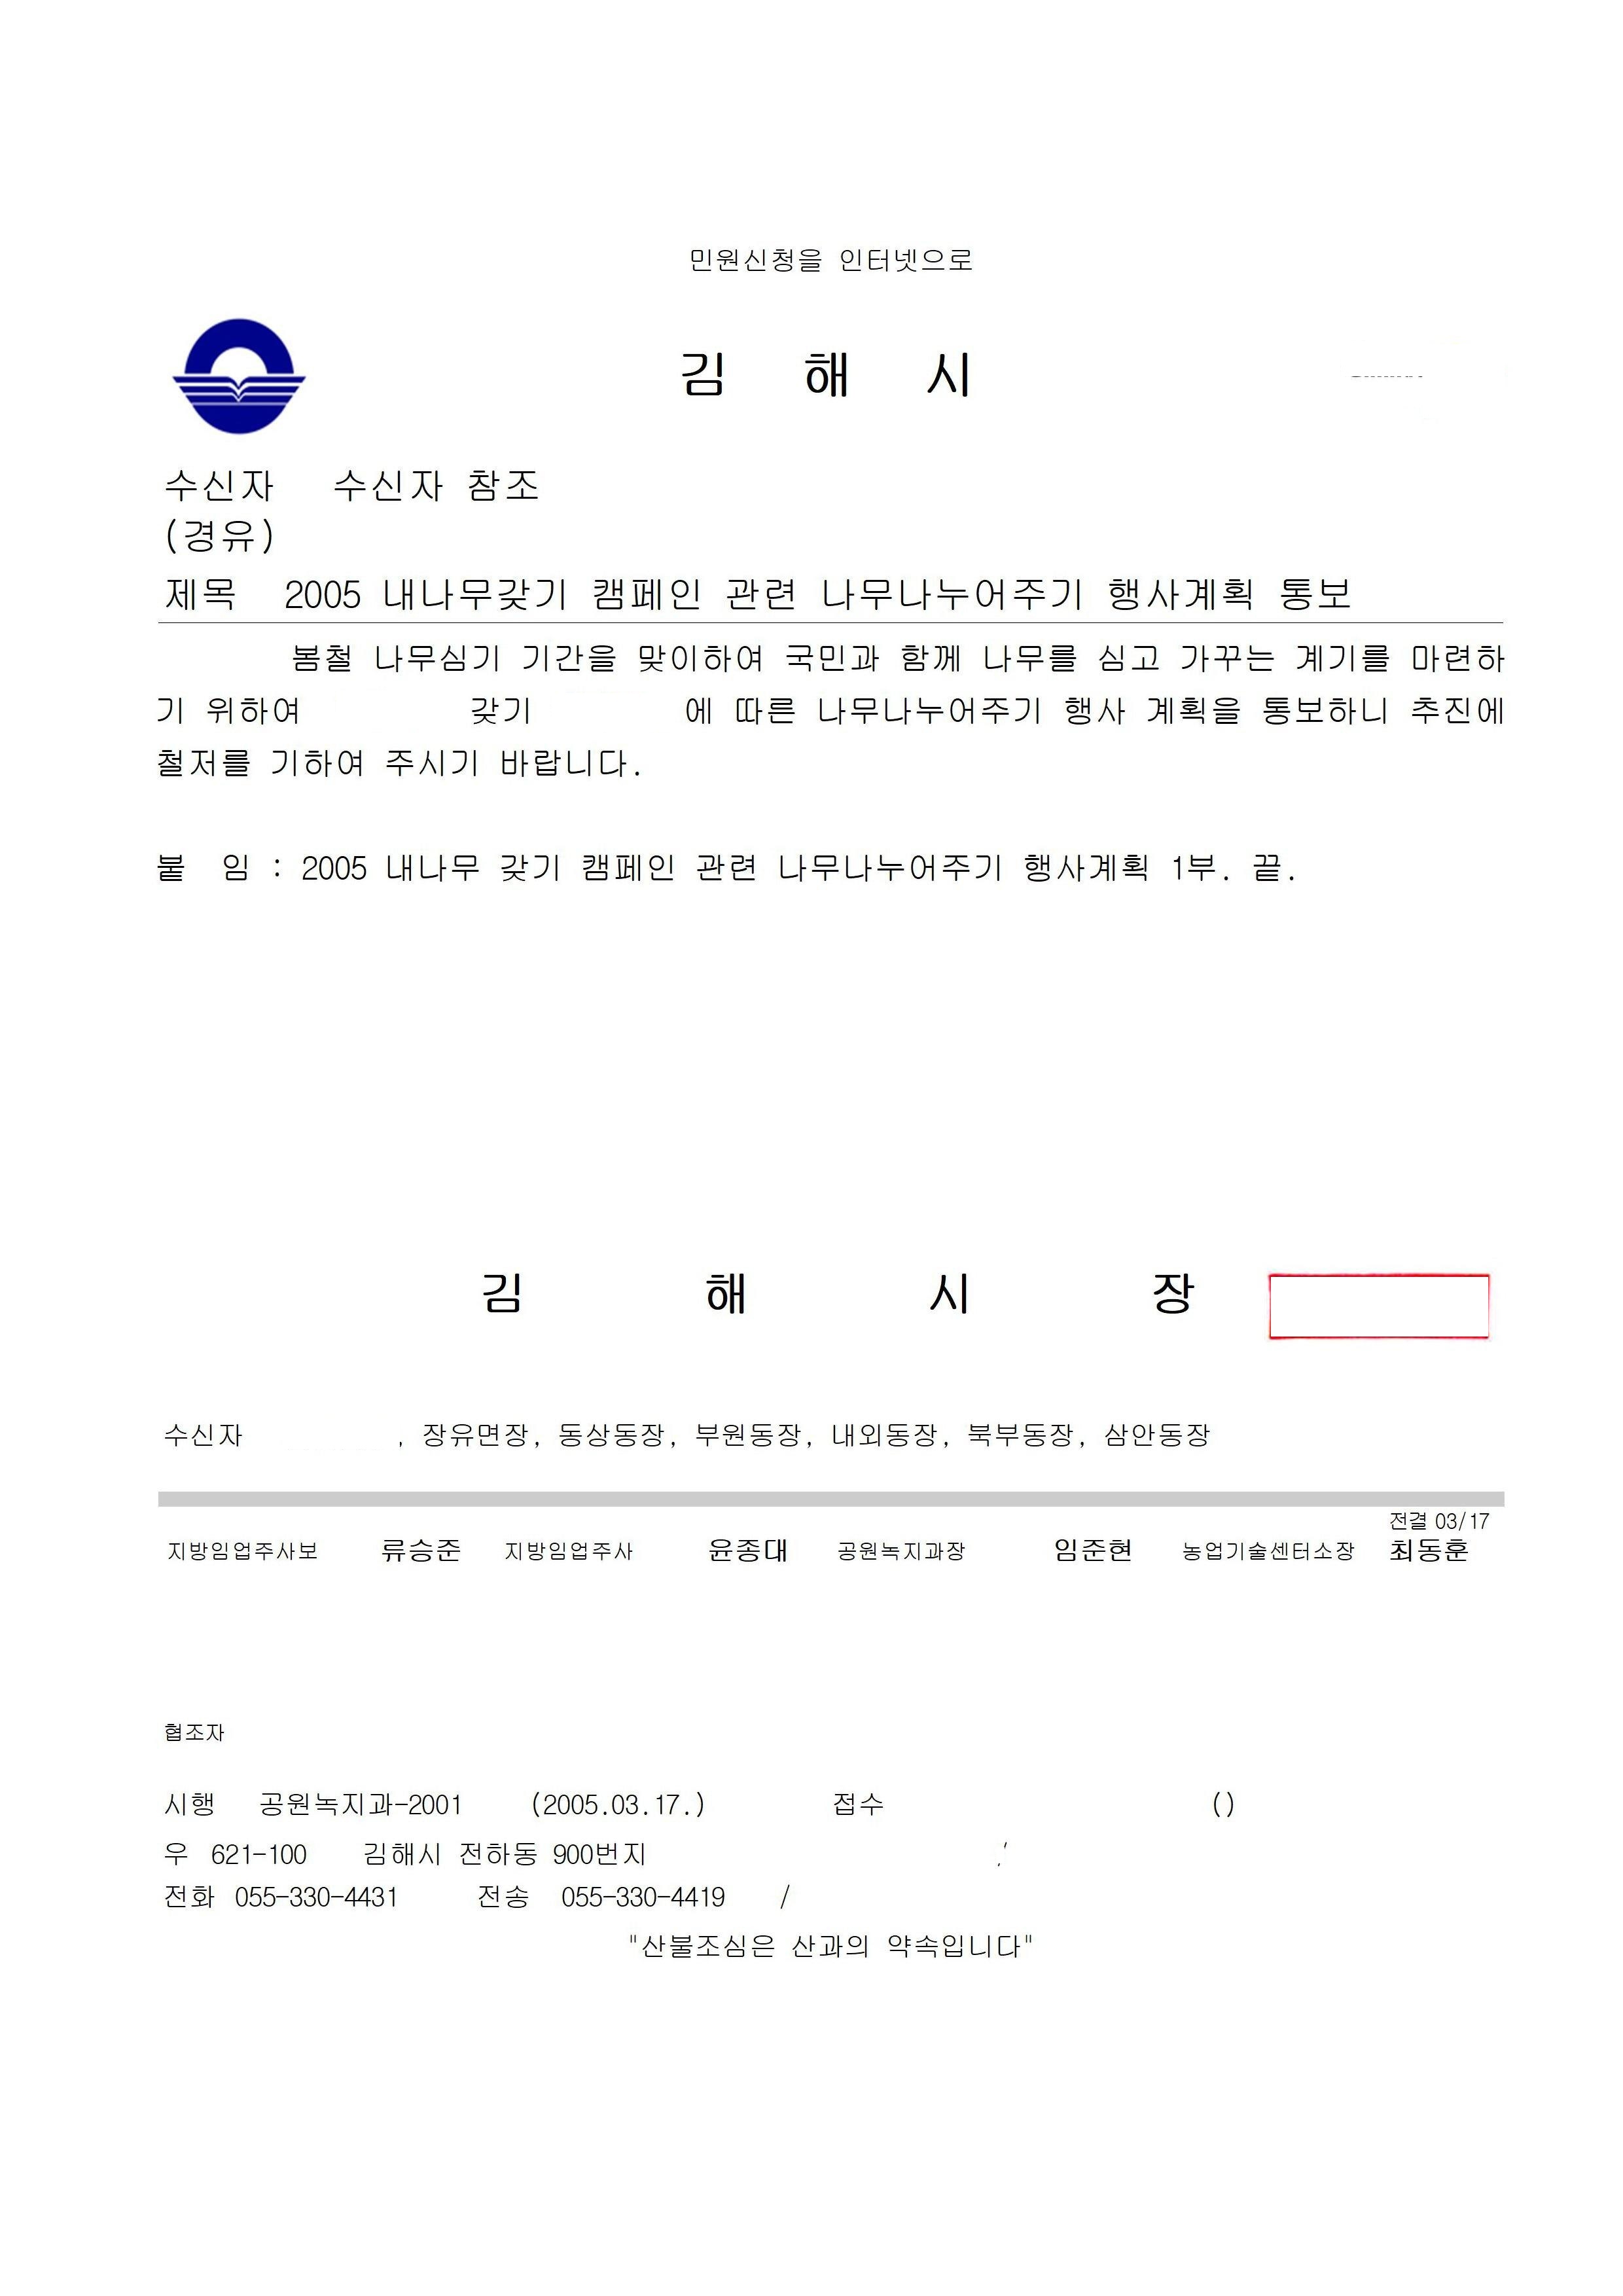 민원신청을 인터넷으로
김 해 시
수신자 수신자 참조
(경유)
제목 2005 내나무갖기 캠페인 관련 나무나누어주기 행사계획 통보
봄철 나무심기 기간을 맞이하여 국민과 함께 나무를 심고 가꾸는 계기를 마련하
기 위하여 갖기 에 따른 나무나누어주기 행사 계획을 통보하니 추진에
철저를 기하여 주시기 바랍니다.
붙 임 : 2005 내나무 갖기 캠페인 관련 나무나누어주기 행사계획 1부. 끝.
김 해 시 장
수신자 , 장유면장, 동상동장, 부원동장, 내외동장, 북부동장, 삼안동장
전결 03/17
지방임업주사보 류승준 지방임업주사 윤종대 공원녹지과장 임준현 농업기술센터소장 최동훈
협조자
시행 공원녹지과-2001 (2005.03.17.) 접수 ()
우 621-100 김해시 전하동 900번지
전화 055-330-4431 전송 055-330-4419 /
"산불조심은 산과의 약속입니다"